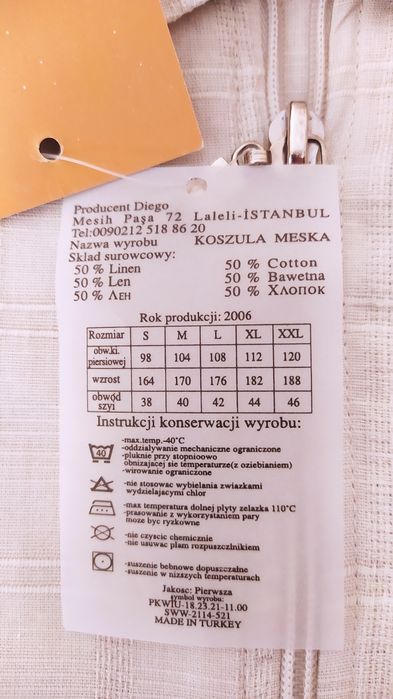 Producent Diego
Mesih Paşa 72 Laleli-İSTANBUL
Tel:0090212 518 86 20
Nazwa wyrobu KOSZULA MESKA
Sklad surowcowy:
50 % Linen 50 % Cotton
50 % Len 50 % Bawetna
50 % Лен 50 % Хлопок
Rok produkcji: 2006
Rozmiar S M L XL XXL
obw.ki. piersiowej 98 104 108 112 120
wzrost 164 170 176 182 188
obwód szyi 38 40 42 44 46
Instrukcji konserwacji wyrobu:
40
-max.temp.-40°C
-oddzialywanie mechaniczne ograniczone
-pluknie przy stopnioowo
obnizajacej sie temperaturze(z oziebianiem)
-wirowanie ograniczone
-nie stosowac wybielania zwiazkami
wydzielajacymi chlor
-max temperatura dolnej plyty zelazka 110°C
-prasowanie z wykorzystaniem pary
moze byc ryzkowne
-nie czyscic chemicznie
-nie usuwac plam rozpuszczlnikiem
-suszenie bebnowe dopuszczalne
-suszenie w nizszych temperaturach
Jakosc: Pierwsza
symbol wyrobu:
PKWIU-18.23.21-11.00
SWW-2114-521
MADE IN TURKEY